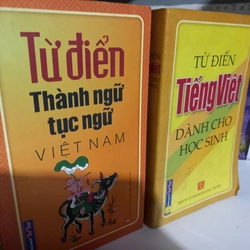 Từ điển
Thành ngữ
tục ngữ
VIỆT NAM
TỪ ĐIỂN
Tiếng Việt
DÀNH CHO
HỌC SINH